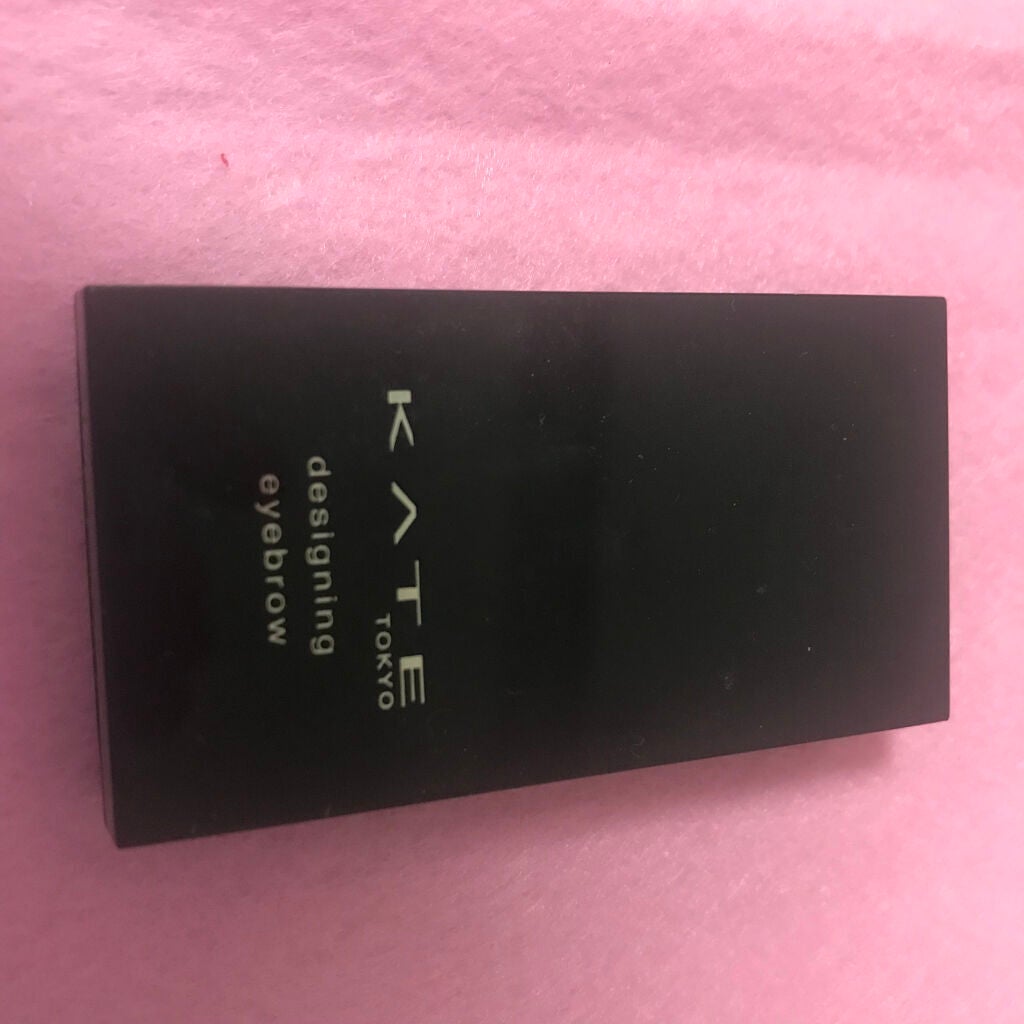 KATE
TOKYO
designing
eyebrow